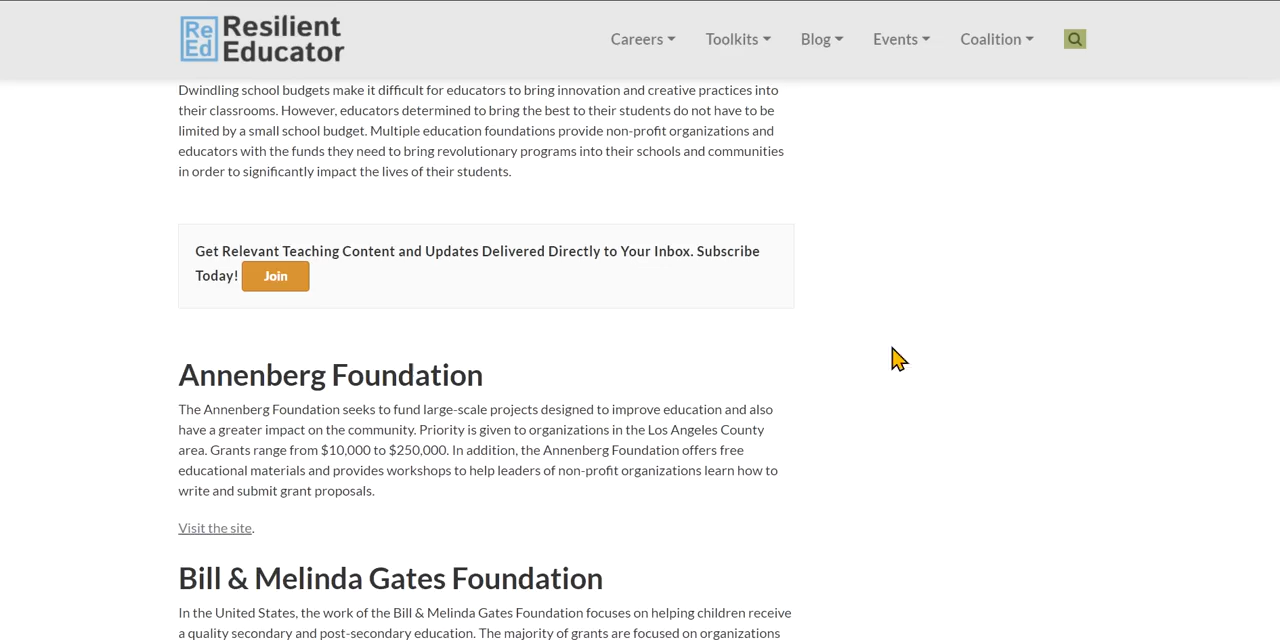 Re Ed Resilient Educator
Careers Toolkits Blog Events Coalition
Dwindling school budgets make it difficult for educators to bring innovation and creative practices into
their classrooms. However, educators determined to bring the best to their students do not have to be
limited by a small school budget. Multiple education foundations provide non-profit organizations and
educators with the funds they need to bring revolutionary programs into their schools and communities
in order to significantly impact the lives of their students.
Get Relevant Teaching Content and Updates Delivered Directly to Your Inbox. Subscribe
Today! Join
Annenberg Foundation
The Annenberg Foundation seeks to fund large-scale projects designed to improve education and also
have a greater impact on the community. Priority is given to organizations in the Los Angeles County
area. Grants range from $10,000 to $250,000. In addition, the Annenberg Foundation offers free
educational materials and provides workshops to help leaders of non-profit organizations learn how to
write and submit grant proposals.
Visit the site.
Bill & Melinda Gates Foundation
In the United States, the work of the Bill & Melinda Gates Foundation focuses on helping children receive
a quality secondary and post-secondary education. The majority of grants are focused on organizations